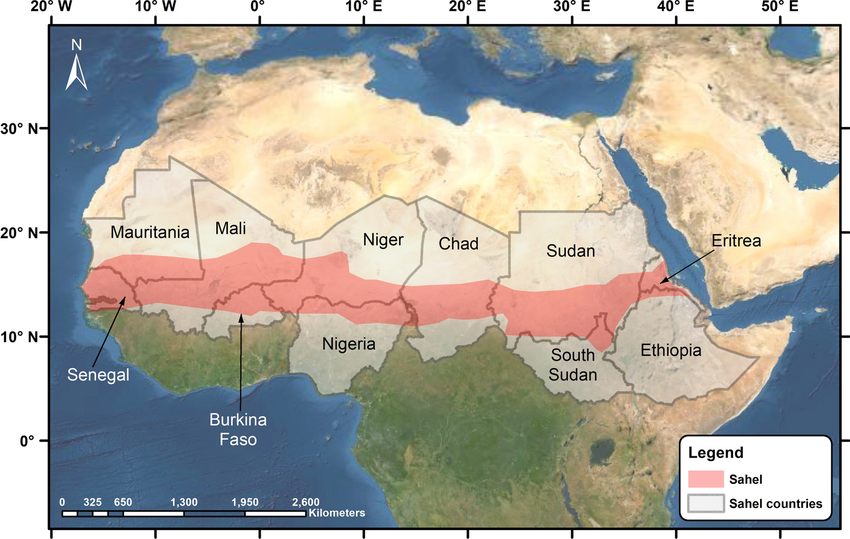 20° W 10° W 0° 10° E 20° E 30° E 40° E 50° E
N
30° N
20° N
10° N
0°
Mauritania
Mali
Niger
Chad
Sudan
Eritrea
Nigeria
South
Sudan
Ethiopia
Senegal
Burkina
Faso
Legend
Sahel
Sahel countries
0 325 650 1,300 1,950 2,600
Kilometers